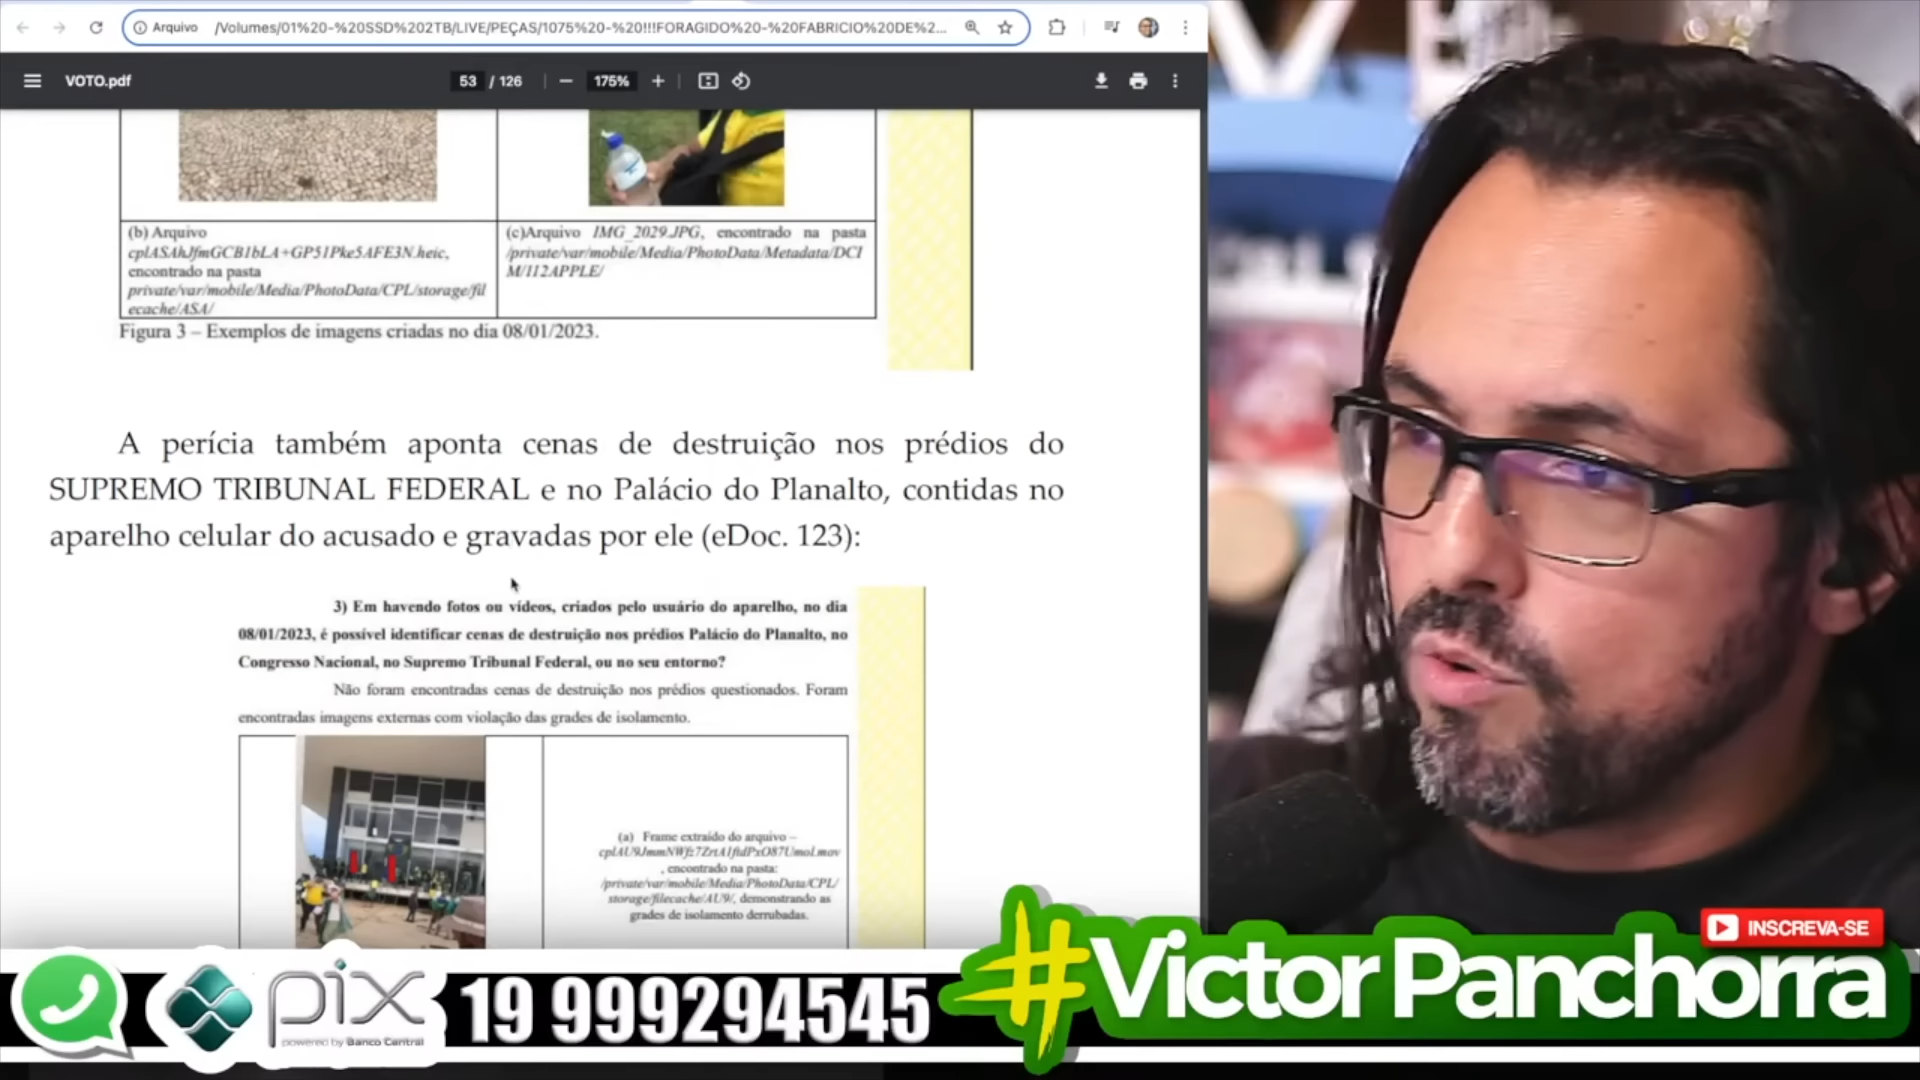 Arquivo /Volumes/01%20-%20SSD%202TB/LIVE/PEÇAS/1075%20-%20!!!FORAGIDO%20-%20FABRICIO%20DE%2...
VOTO.pdf 53 / 126 175%
(b) Arquivo
cplASAhJfmGCB1bLA+GP51Pke5AFE3N.heic,
encontrado na pasta
private/var/mobile/Media/PhotoData/CPL/storage/fil
ecache/ASA/
(c)Arquivo IMG_2029.JPG, encontrado na pasta
/private/var/mobile/Media/PhotoData/Metadata/DCI
M/112APPLE/
Figura 3 – Exemplos de imagens criadas no dia 08/01/2023.
A perícia também aponta cenas de destruição nos prédios do
SUPREMO TRIBUNAL FEDERAL e no Palácio do Planalto, contidas no
aparelho celular do acusado e gravadas por ele (eDoc. 123):
3) Em havendo fotos ou vídeos, criados pelo usuário do aparelho, no dia
08/01/2023, é possível identificar cenas de destruição nos prédios Palácio do Planalto, no
Congresso Nacional, no Supremo Tribunal Federal, ou no seu entorno?
Não foram encontradas cenas de destruição nos prédios questionados. Foram
encontradas imagens externas com violação das grades de isolamento.
(a) Frame extraído do arquivo –
cplAU9JmmNWfz7ZrtA1ftdPxO87Umol.mov
, encontrado na pasta:
/private/var/mobile/Media/PhotoData/CPL/
storage/filecache/AU9/, demonstrando as
grades de isolamento derrubadas.
INSCREVA-SE
pix
powered by Banco Central
19 999294545
#Victor Panchorra